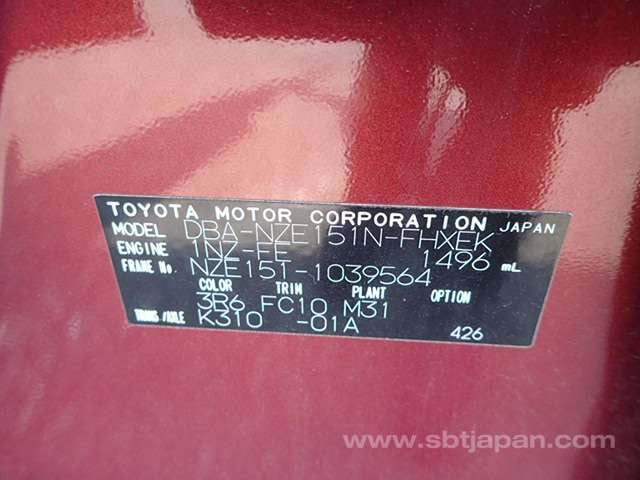 TOYOTA MOTOR CORPORATION JAPAN
MODEL DBA-NZE151N-FHXEK
ENGINE 1NZ-FE 1496 mL
FRAME No. NZE151-1039564
COLOR TRIM PLANT OPTION
3R6 FC10 M31
TRANS/AXLE K310 -01A
426
www.sbtjapan.com